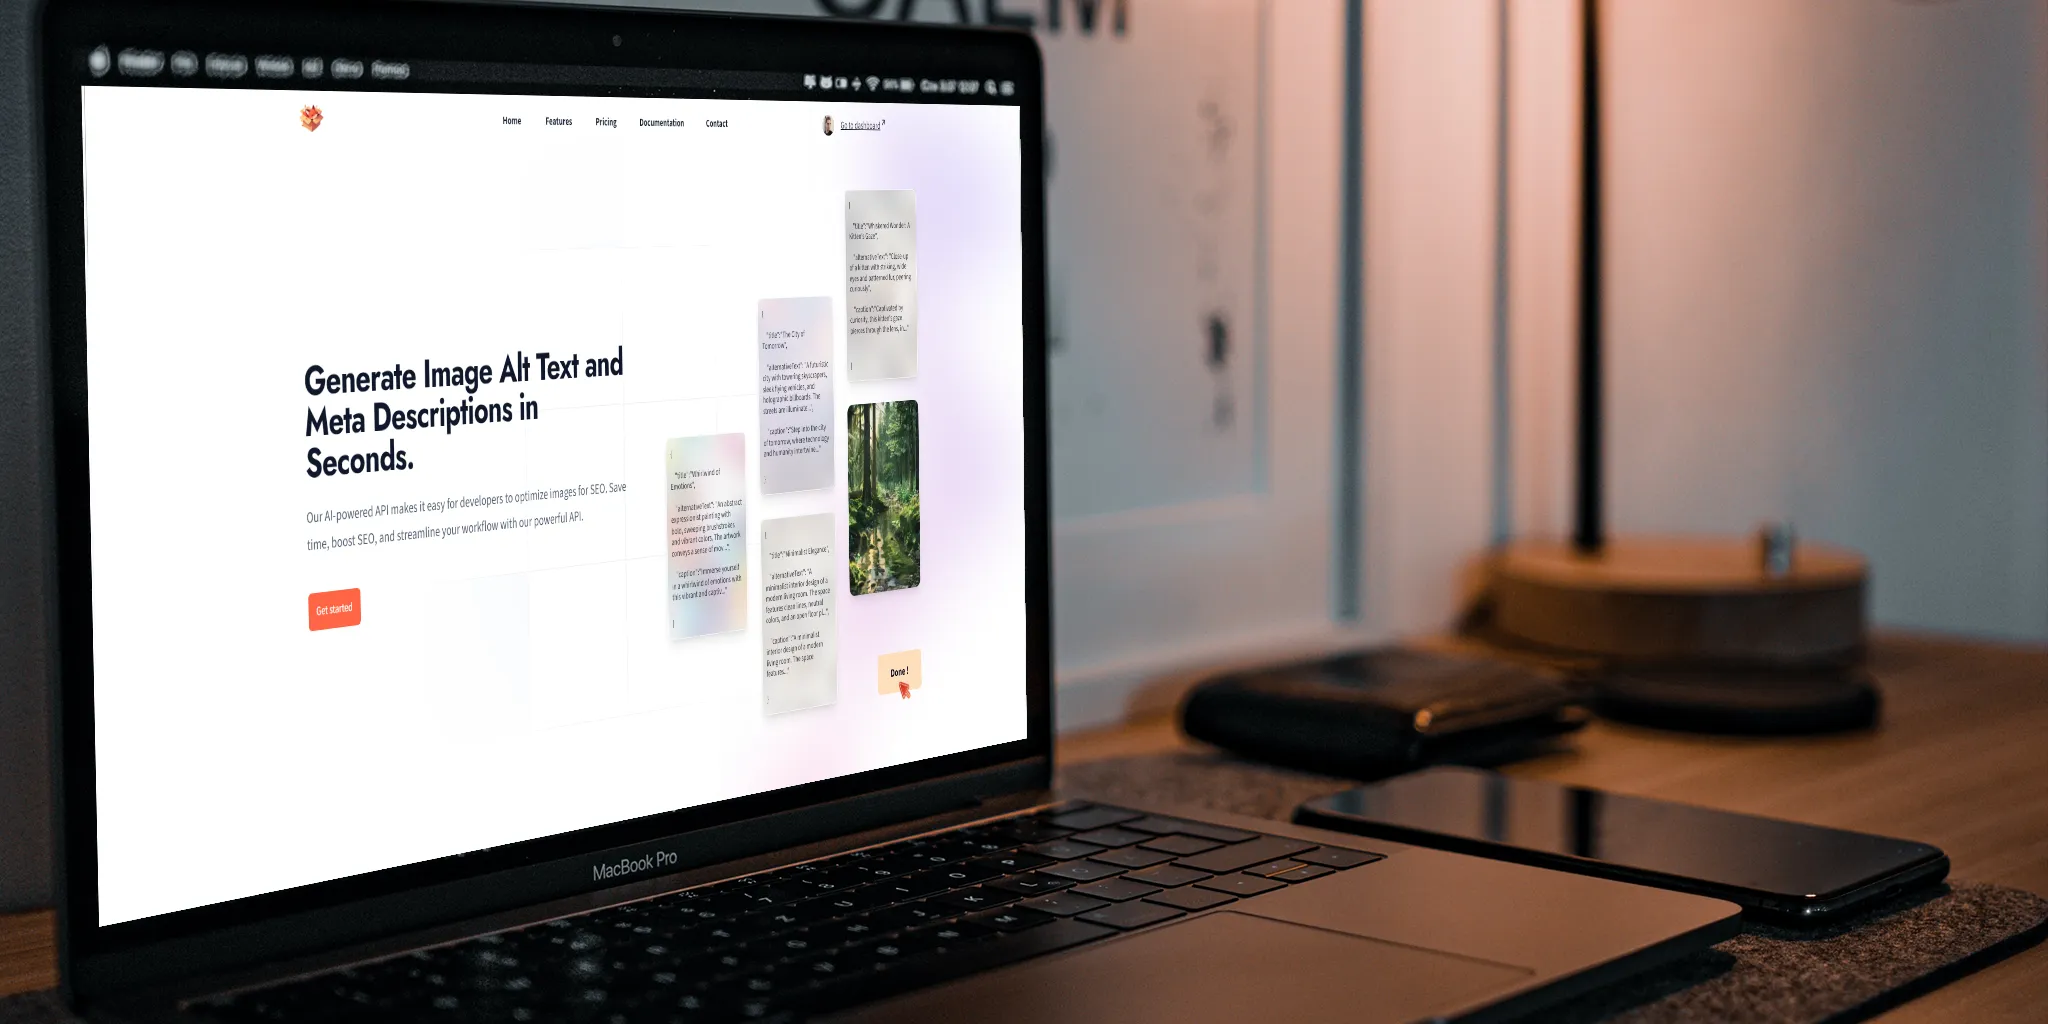 Home Features Pricing Documentation Contact
Go to dashboard
Generate Image Alt Text and
Meta Descriptions in
Seconds.
Our AI-powered API makes it easy for developers to optimize images for SEO. Save
time, boost SEO, and streamline your workflow with our powerful API.
Get started
{
"title":"Whirlwind of
Emotions",
"alternativeText": "An abstract
expressionist painting with
bold, sweeping brushstrokes
and vibrant colors. The artwork
conveys a sense of mov...",
"caption":"Immerse yourself
in a whirlwind of emotions with
this vibrant and captiv..."
}
{
"title":"The City of
Tomorrow",
"alternativeText": "A futuristic
city with towering skyscrapers,
sleek flying vehicles, and
holographic billboards. The
streets are illuminate...",
"caption":"Step into the city
of tomorrow, where technology
and humanity intertwine..."
}
{
"title":"Minimalist Elegance",
"alternativeText": "A
minimalist interior design of a
modern living room. The space
features clean lines, neutral
colors, and an open floor pl...",
"caption":"A minimalist
interior design of a modern
living room. The space
features..."
}
{
"title":"Whiskered Wonder: A
Kitten's Gaze",
"alternativeText": "Close up
of a kitten with striking, wide
eyes and patterned fur, peering
curiously",
"caption":"Captivated by
curiosity, this kitten's gaze
pierces through the lens, in..."
}
Done !
MacBook Pro